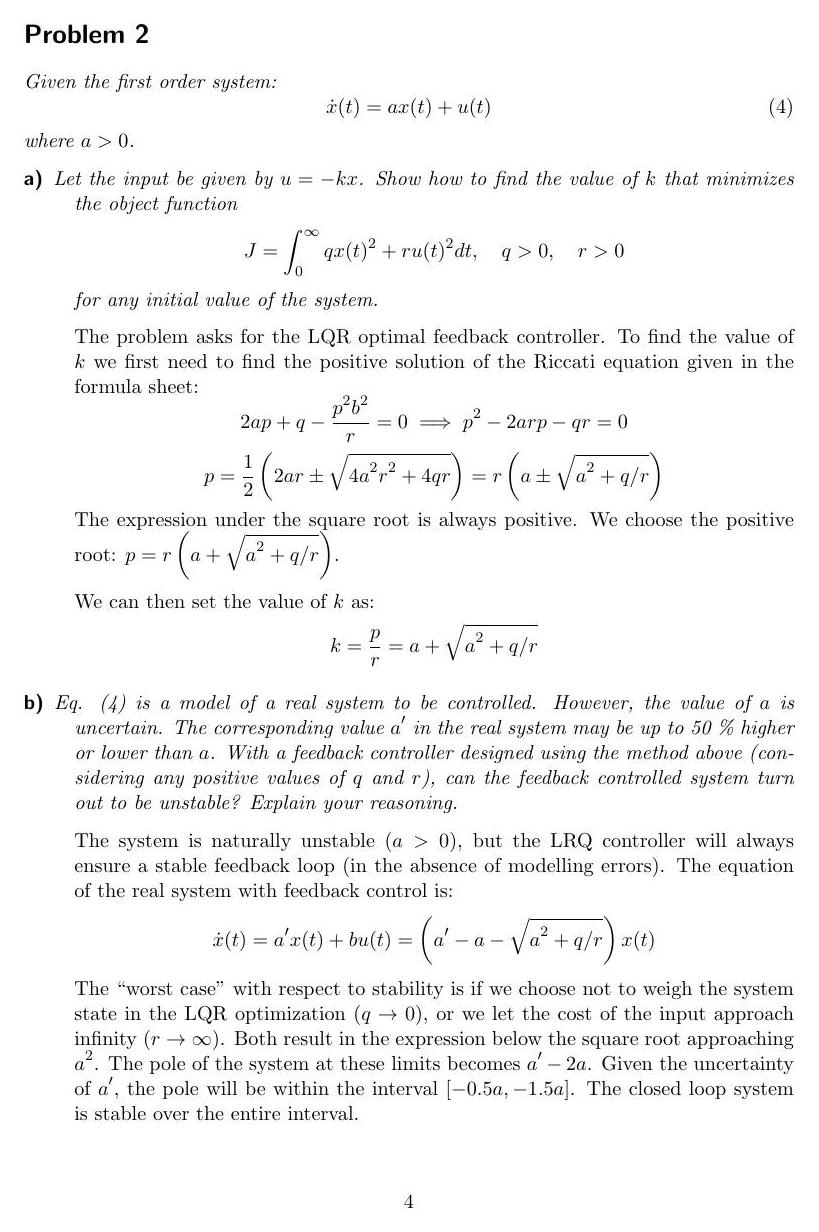 Problem 2
Given the first order system:
ẋ(t) = ax(t) + u(t) (4)
where a > 0.
a) Let the input be given by u = −kx. Show how to find the value of k that minimizes
the object function
J = ∫₀^∞ qx(t)² + ru(t)²dt, q > 0, r > 0
for any initial value of the system.
The problem asks for the LQR optimal feedback controller. To find the value of
k we first need to find the positive solution of the Riccati equation given in the
formula sheet:
2ap + q − p²b²/r = 0 ⟹ p² − 2arp − qr = 0
p = 1/2 (2ar ± √(4a²r² + 4qr)) = r (a ± √(a² + q/r))
The expression under the square root is always positive. We choose the positive
root: p = r (a + √(a² + q/r)).
We can then set the value of k as:
k = p/r = a + √(a² + q/r)
b) Eq. (4) is a model of a real system to be controlled. However, the value of a is
uncertain. The corresponding value a′ in the real system may be up to 50 % higher
or lower than a. With a feedback controller designed using the method above (con-
sidering any positive values of q and r), can the feedback controlled system turn
out to be unstable? Explain your reasoning.
The system is naturally unstable (a > 0), but the LRQ controller will always
ensure a stable feedback loop (in the absence of modelling errors). The equation
of the real system with feedback control is:
ẋ(t) = a′x(t) + bu(t) = (a′ − a − √(a² + q/r)) x(t)
The “worst case” with respect to stability is if we choose not to weigh the system
state in the LQR optimization (q → 0), or we let the cost of the input approach
infinity (r → ∞). Both result in the expression below the square root approaching
a². The pole of the system at these limits becomes a′ − 2a. Given the uncertainty
of a′, the pole will be within the interval [−0.5a, −1.5a]. The closed loop system
is stable over the entire interval.
4